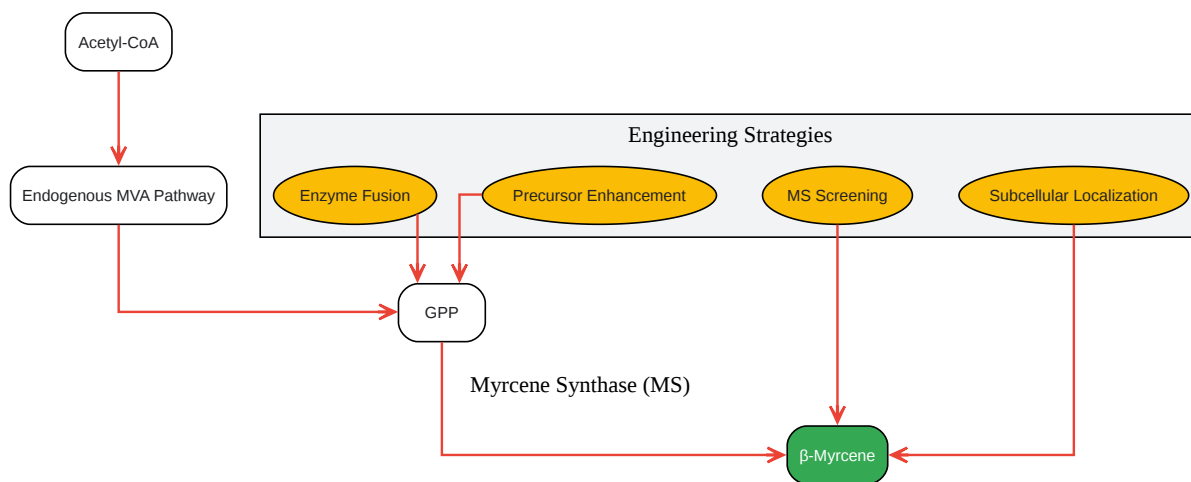 Acetyl-CoA
Engineering Strategies
Endogenous MVA Pathway
Enzyme Fusion
Precursor Enhancement
MS Screening
Subcellular Localization
GPP
Myrcene Synthase (MS)
β-Myrcene